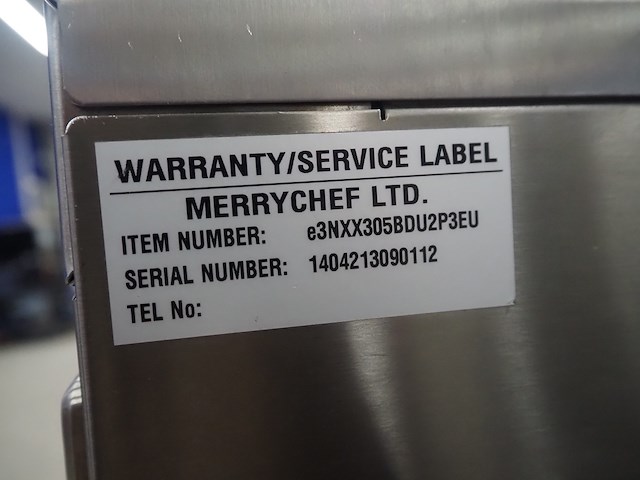 WARRANTY/SERVICE LABEL
MERRYCHEF LTD.
ITEM NUMBER: e3NXX305BDU2P3EU
SERIAL NUMBER: 1404213090112
TEL No: